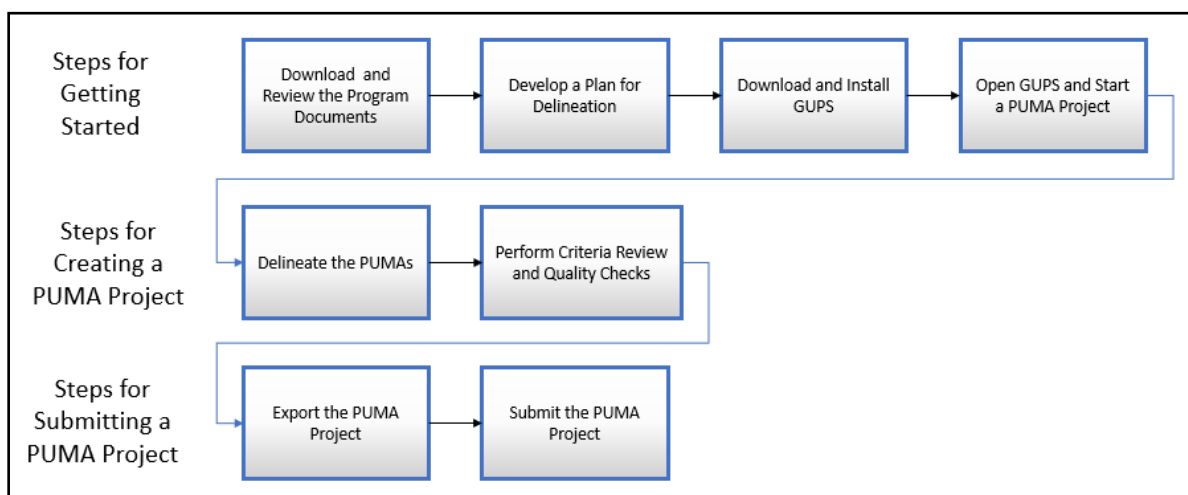 Steps for
Getting
Started
Download and
Review the Program
Documents
Develop a Plan for
Delineation
Download and Install
GUPS
Open GUPS and Start
a PUMA Project
Steps for
Creating a
PUMA Project
Delineate the PUMAs
Perform Criteria Review
and Quality Checks
Steps for
Submitting a
PUMA Project
Export the PUMA
Project
Submit the PUMA
Project